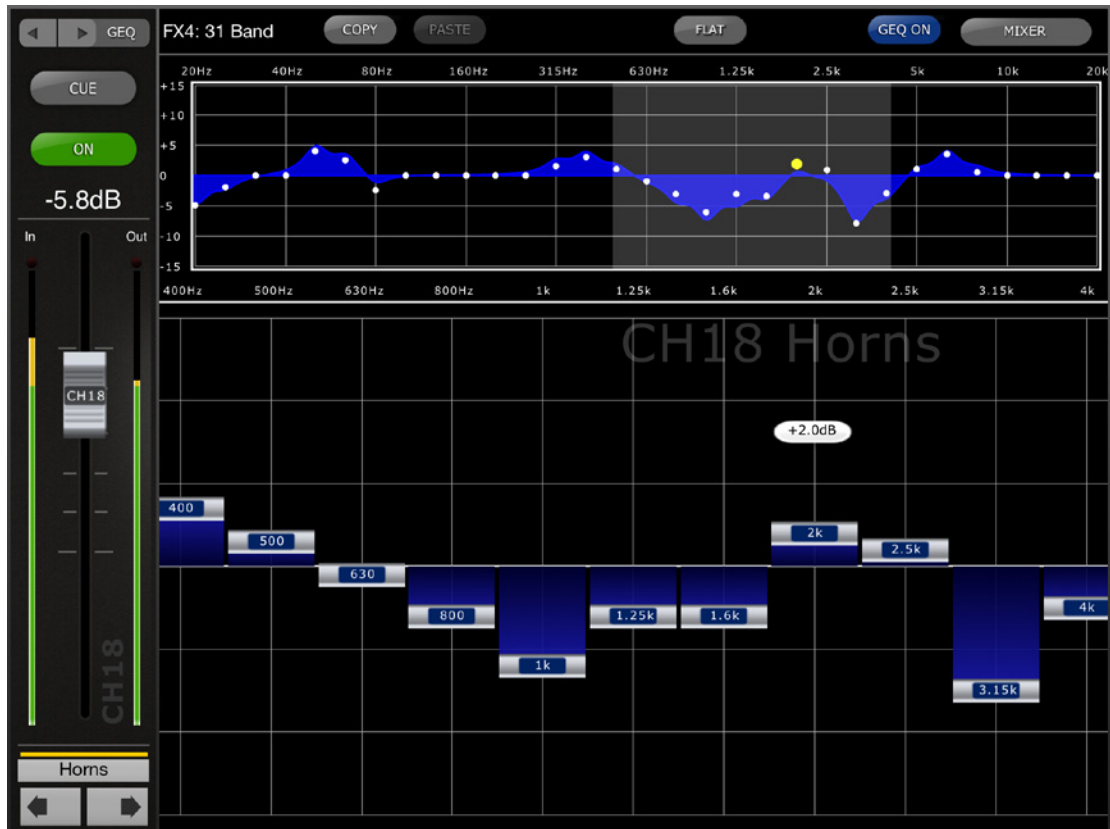 GEQ FX4: 31 Band COPY PASTE FLAT GEQ ON MIXER
20Hz 40Hz 80Hz 160Hz 315Hz 630Hz 1.25k 2.5k 5k 10k 20k
CUE
+15
+10
ON
+5
0
-5.8dB
-5
In Out
-10
-15
400Hz 500Hz 630Hz 800Hz 1k 1.25k 1.6k 2k 2.5k 3.15k 4k
CH18 Horns
CH18
+2.0dB
400
500
2k
2.5k
630
800
1.25k
1.6k
4k
1k
3.15k
CH18
Horns